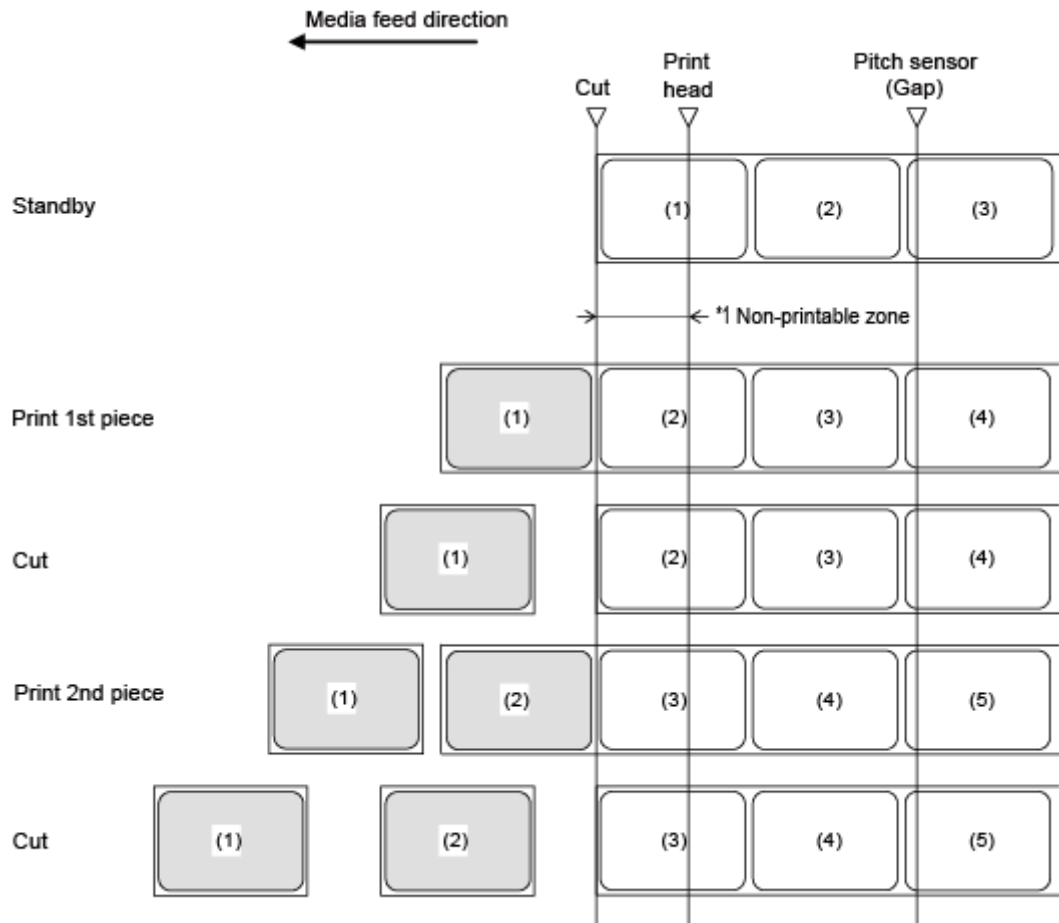 Media feed direction
Cut
Print
head
Pitch sensor
(Gap)
Standby
(1)
(2)
(3)
*1 Non-printable zone
Print 1st piece
(1)
(2)
(3)
(4)
Cut
(1)
(2)
(3)
(4)
Print 2nd piece
(1)
(2)
(3)
(4)
(5)
Cut
(1)
(2)
(3)
(4)
(5)